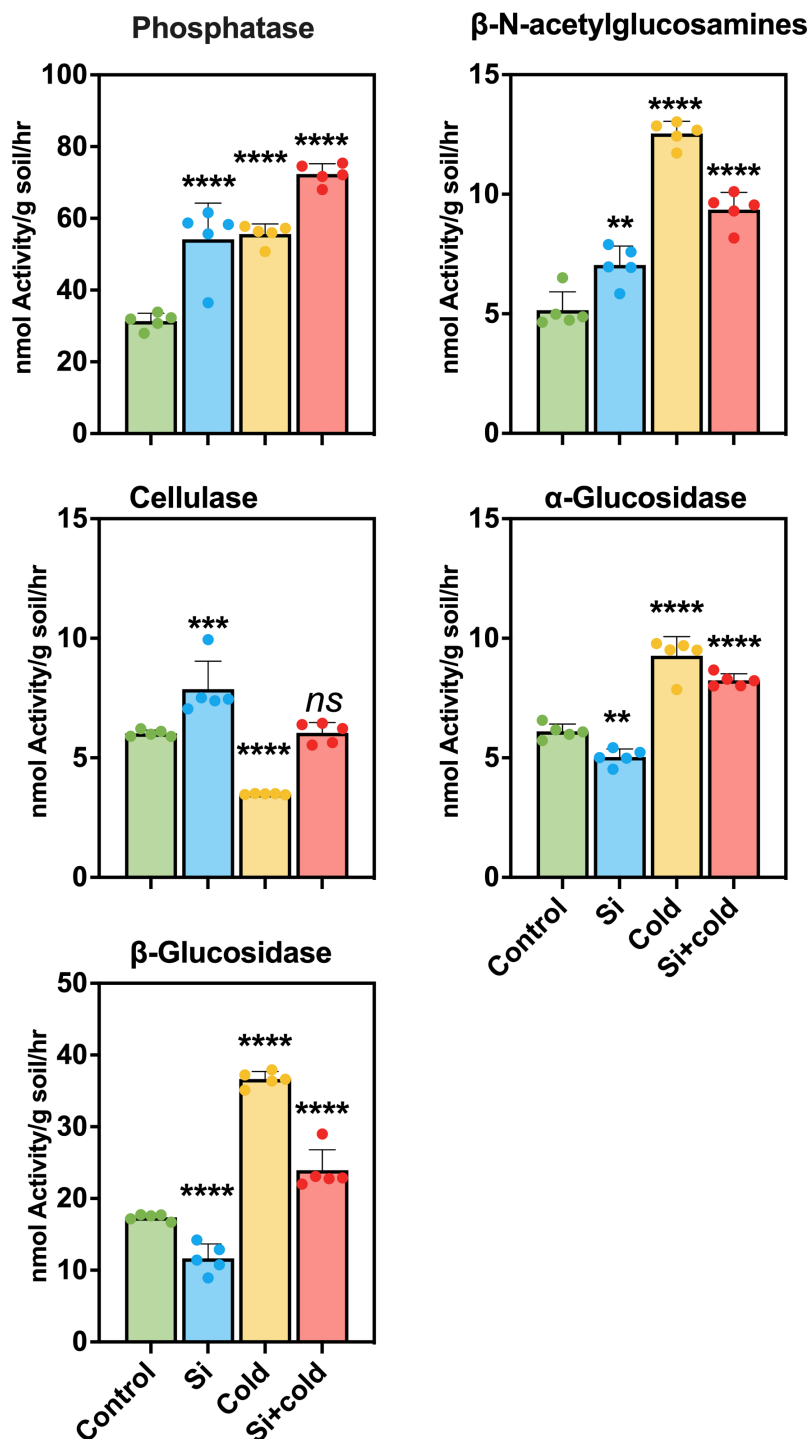 Phosphatase
nmol Activity/g soil/hr
100
80
60
40
20
0
****
****
****
β-N-acetylglucosamines
nmol Activity/g soil/hr
15
10
5
0
**
****
****
Cellulase
nmol Activity/g soil/hr
15
10
5
0
***
****
ns
α-Glucosidase
nmol Activity/g soil/hr
15
10
5
0
**
****
****
Control
Si
Cold
Si+cold
β-Glucosidase
nmol Activity/g soil/hr
50
40
30
20
10
0
****
****
****
Control
Si
Cold
Si+cold